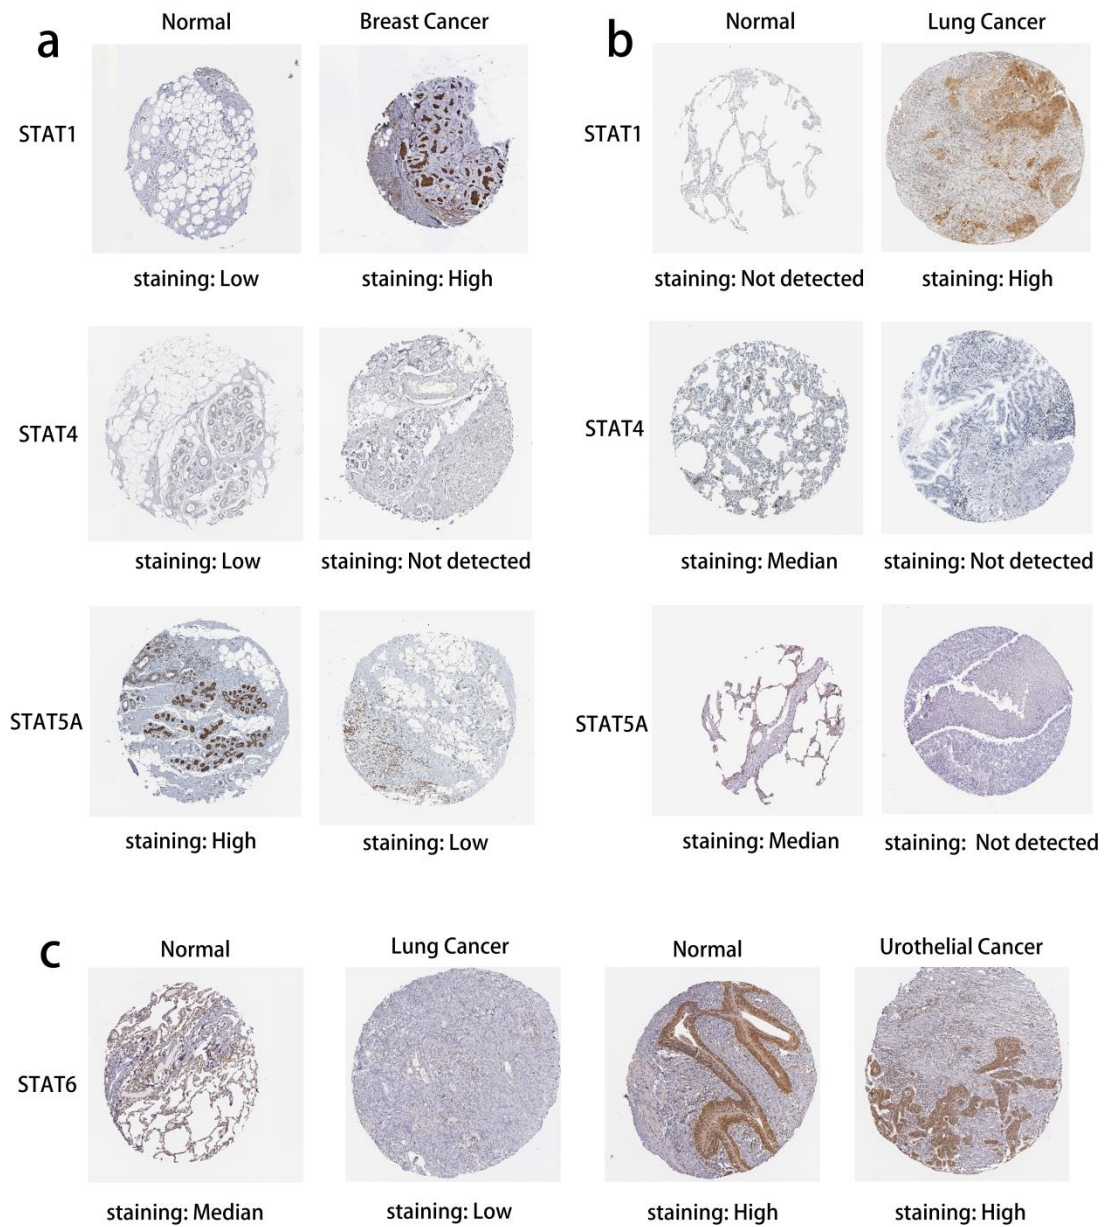 a
Normal
Breast Cancer
STAT1
staining: Low
staining: High
STAT4
staining: Low
staining: Not detected
STAT5A
staining: High
staining: Low
b
Normal
Lung Cancer
STAT1
staining: Not detected
staining: High
STAT4
staining: Median
staining: Not detected
STAT5A
staining: Median
staining: Not detected
c
Normal
Lung Cancer
Normal
Urothelial Cancer
STAT6
staining: Median
staining: Low
staining: High
staining: High